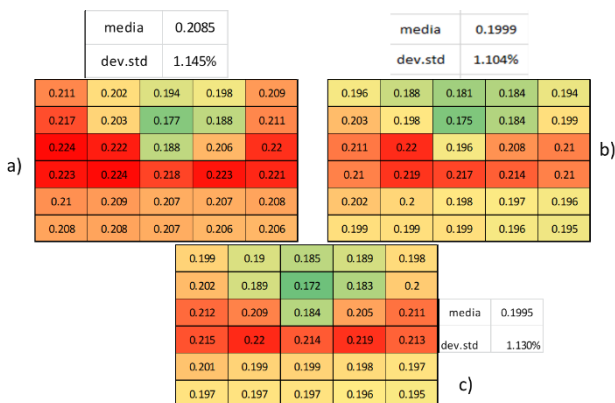 media 0.2085
dev.std 1.145%
media 0.1999
dev.std 1.104%
a)
0.211 0.202 0.194 0.198 0.209
0.217 0.203 0.177 0.188 0.211
0.224 0.222 0.188 0.206 0.22
0.223 0.224 0.218 0.223 0.221
0.21 0.209 0.207 0.207 0.208
0.208 0.208 0.207 0.206 0.206
b)
0.196 0.188 0.181 0.184 0.194
0.203 0.198 0.175 0.184 0.199
0.211 0.22 0.196 0.208 0.21
0.21 0.219 0.217 0.214 0.21
0.202 0.2 0.198 0.197 0.196
0.199 0.199 0.199 0.196 0.195
0.199 0.19 0.185 0.189 0.198
0.202 0.189 0.172 0.183 0.2
0.212 0.209 0.184 0.205 0.211
0.215 0.22 0.214 0.219 0.213
0.201 0.199 0.199 0.198 0.197
0.197 0.197 0.197 0.196 0.195
media 0.1995
dev.std 1.130%
c)